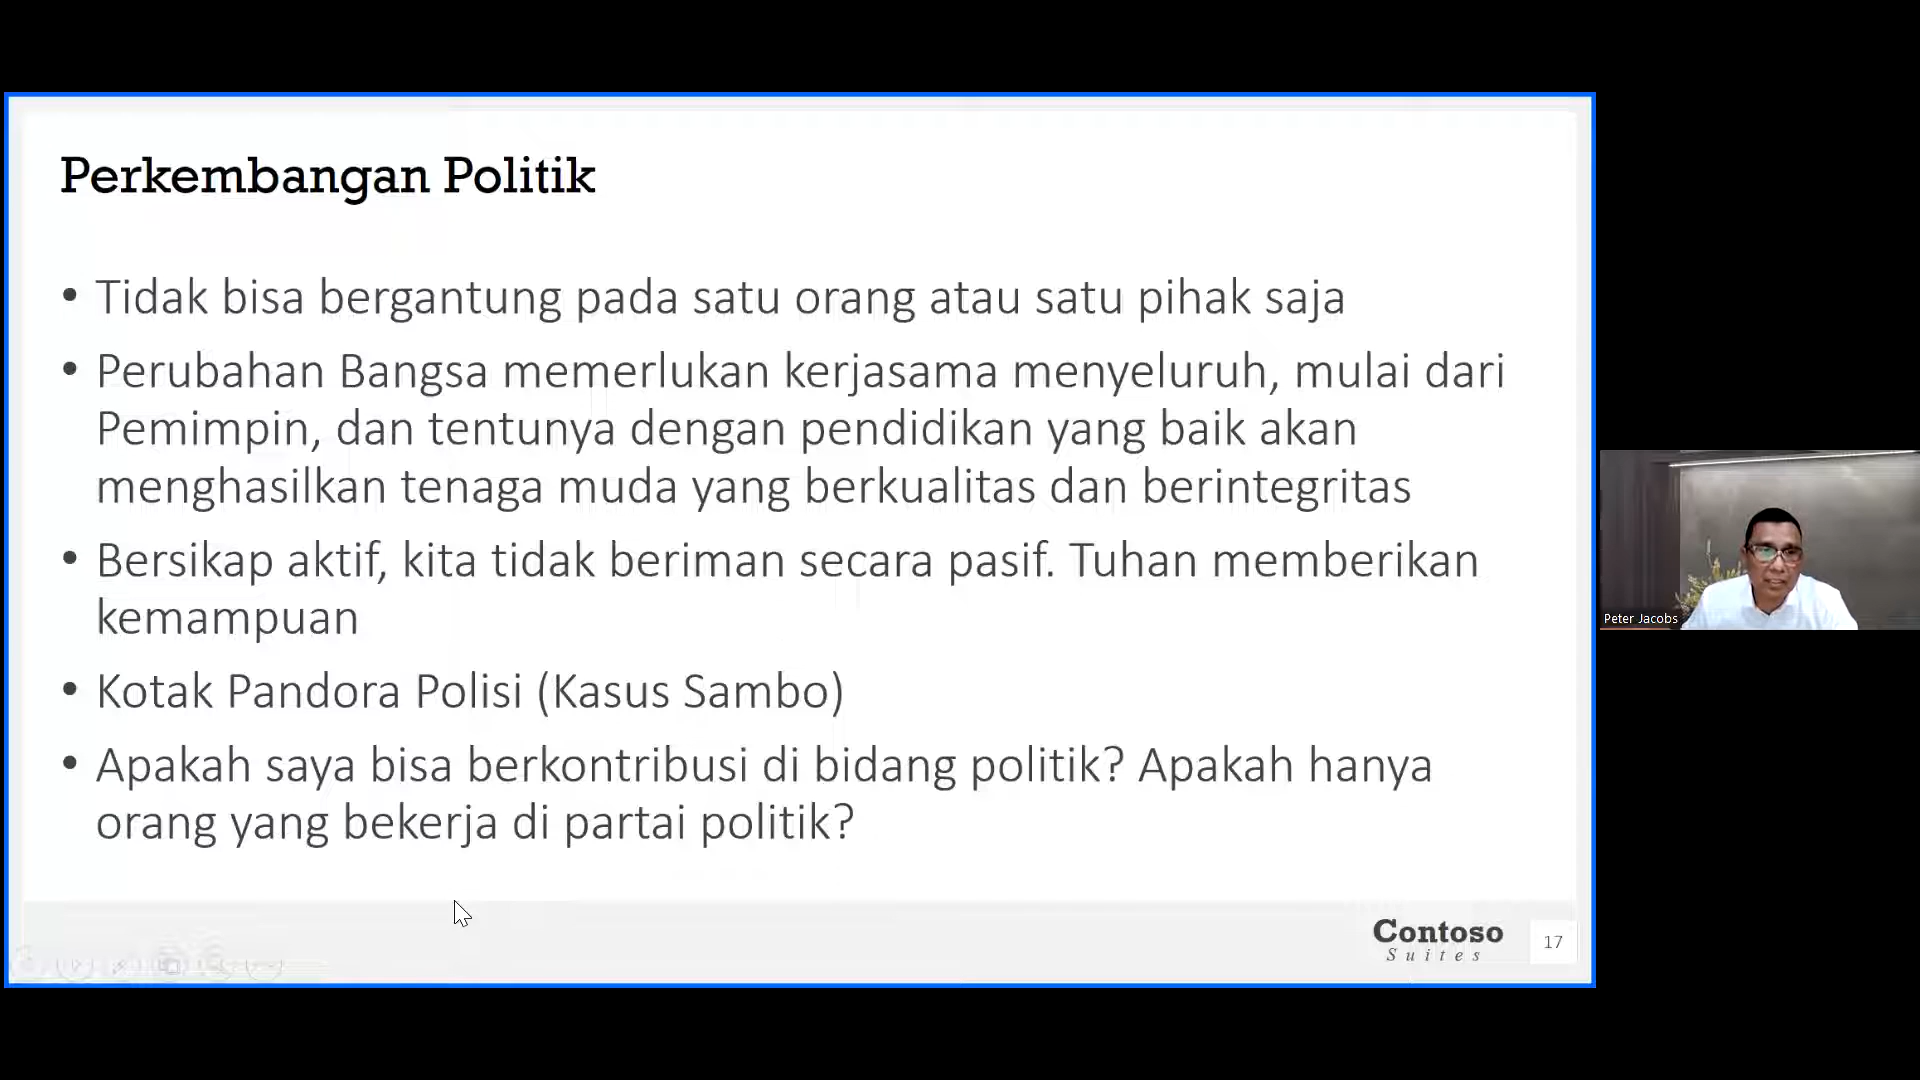 Perkembangan Politik
• Tidak bisa bergantung pada satu orang atau satu pihak saja
• Perubahan Bangsa memerlukan kerjasama menyeluruh, mulai dari
Pemimpin, dan tentunya dengan pendidikan yang baik akan
menghasilkan tenaga muda yang berkualitas dan berintegritas
• Bersikap aktif, kita tidak beriman secara pasif. Tuhan memberikan
kemampuan
• Kotak Pandora Polisi (Kasus Sambo)
• Apakah saya bisa berkontribusi di bidang politik? Apakah hanya
orang yang bekerja di partai politik?
Contoso
Suites
17
Peter Jacobs